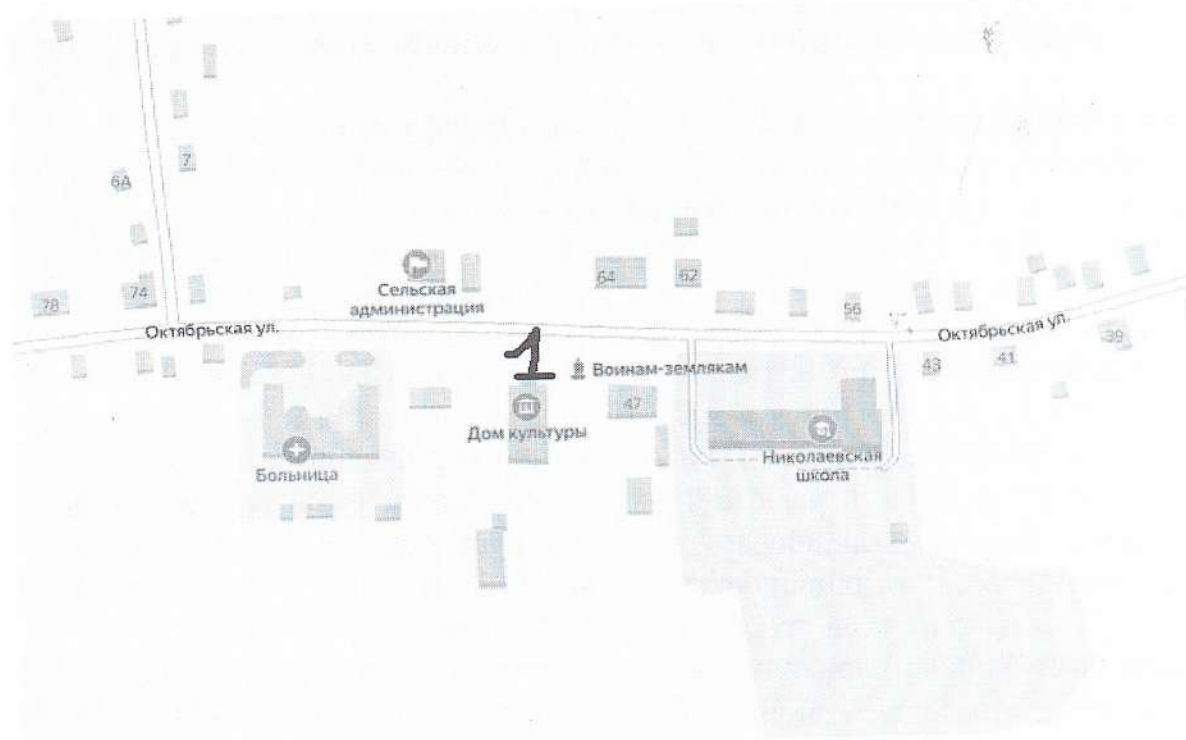 7
6А
Сельская
администрация
64
62
78
74
56
Октябрьская ул.
Октябрьская ул.
1
Воинам-землякам
43
41
39
47
Дом культуры
Больница
Николаевская
школа